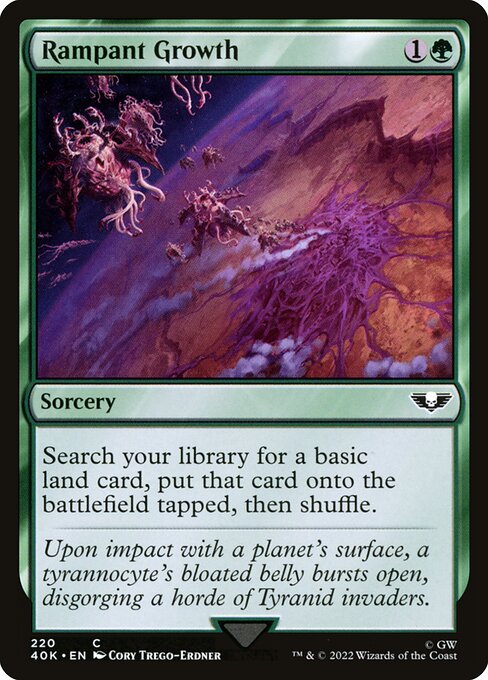 Rampant Growth 1
Sorcery
Search your library for a basic
land card, put that card onto the
battlefield tapped, then shuffle.
Upon impact with a planet's surface, a
tyrannocyte's bloated belly bursts open,
disgorging a horde of Tyranid invaders.
220 C
© GW
40K • EN Cory Trego-Erdner
™ & © 2022 Wizards of the Coast